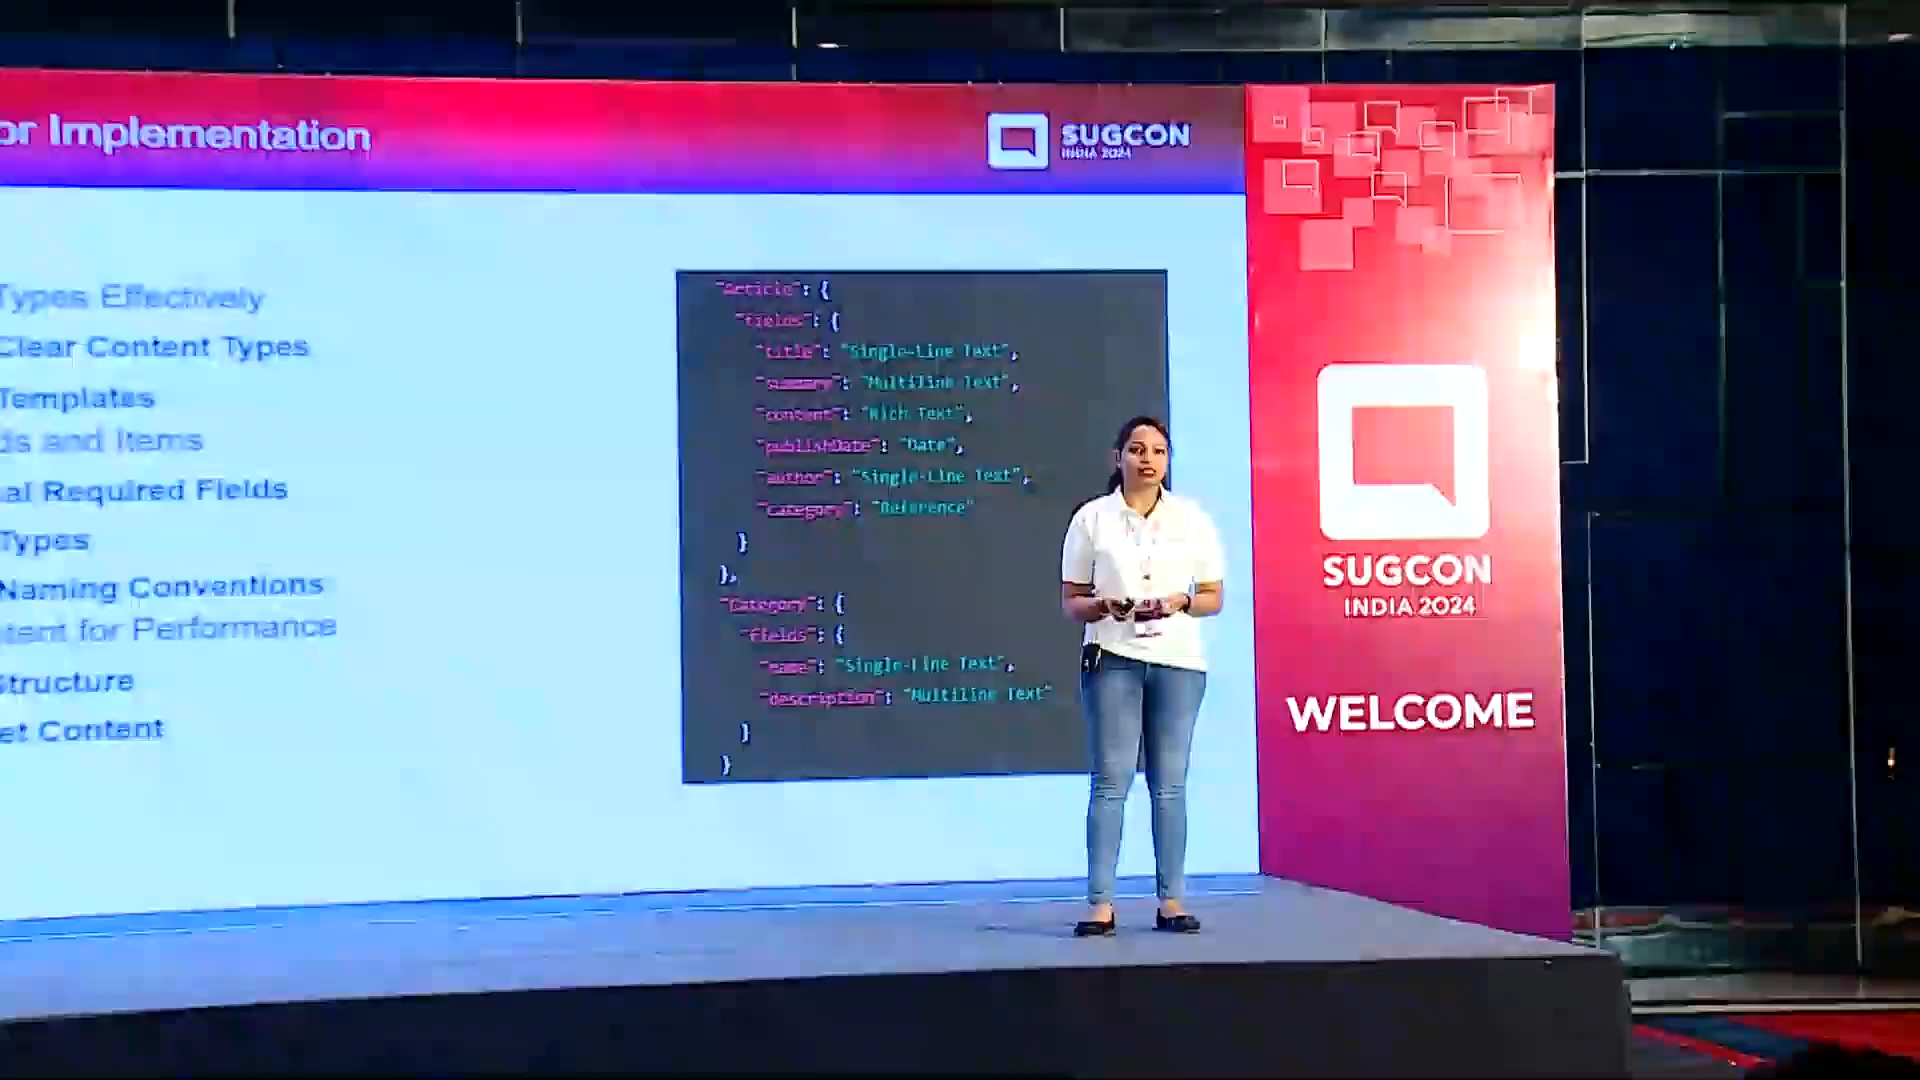 or Implementation
SUGCON
INDIA 2024
Types Effectively
Clear Content Types
Templates
ds and Items
al Required Fields
Types
Naming Conventions
tent for Performance
Structure
et Content
"Article": {
"fields": {
"title": "Single-Line Text",
"summary": "Multiline Text",
"content": "Rich Text",
"publishDate": "Date",
"author": "Single-Line Text",
"category": "Reference"
}
},
"Category": {
"fields": {
"name": "Single-Line Text",
"description": "Multiline Text"
}
}
SUGCON
INDIA 2024
WELCOME